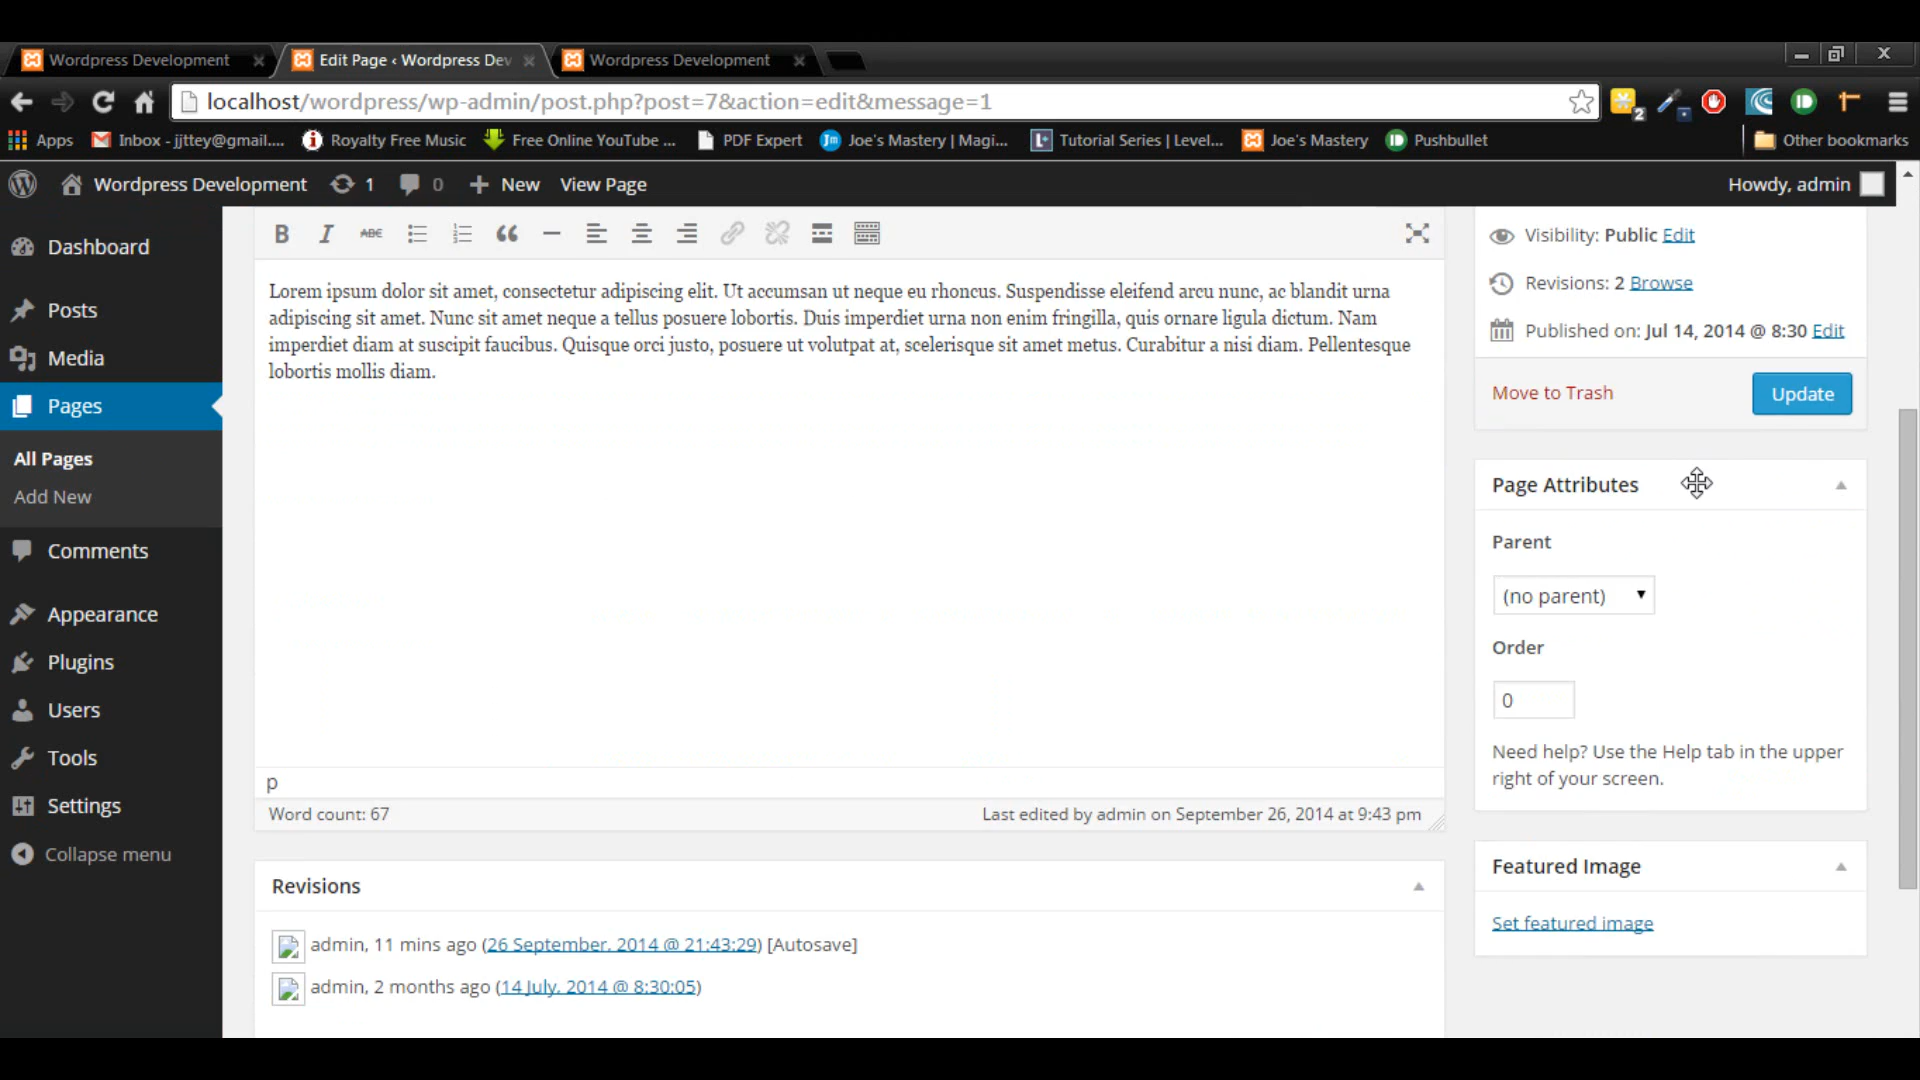 Wordpress Development
Edit Page ‹ Wordpress Dev
Wordpress Development
localhost/wordpress/wp-admin/post.php?post=7&action=edit&message=1
2
Apps
Inbox - jjttey@gmail....
Royalty Free Music
Free Online YouTube ...
PDF Expert
Joe's Mastery | Magi...
Tutorial Series | Level...
Joe's Mastery
Pushbullet
Other bookmarks
Wordpress Development
1
0
New
View Page
Howdy, admin
Dashboard
Posts
Media
Pages
All Pages
Add New
Comments
Appearance
Plugins
Users
Tools
Settings
Collapse menu
B I ABC
Lorem ipsum dolor sit amet, consectetur adipiscing elit. Ut accumsan ut neque eu rhoncus. Suspendisse eleifend arcu nunc, ac blandit urna
adipiscing sit amet. Nunc sit amet neque a tellus posuere lobortis. Duis imperdiet urna non enim fringilla, quis ornare ligula dictum. Nam
imperdiet diam at suscipit faucibus. Quisque orci justo, posuere ut volutpat at, scelerisque sit amet metus. Curabitur a nisi diam. Pellentesque
lobortis mollis diam.
p
Word count: 67
Last edited by admin on September 26, 2014 at 9:43 pm
Revisions
admin, 11 mins ago (26 September, 2014 @ 21:43:29) [Autosave]
admin, 2 months ago (14 July, 2014 @ 8:30:05)
Visibility: Public Edit
Revisions: 2 Browse
Published on: Jul 14, 2014 @ 8:30 Edit
Move to Trash
Update
Page Attributes
Parent
(no parent)
Order
0
Need help? Use the Help tab in the upper
right of your screen.
Featured Image
Set featured image